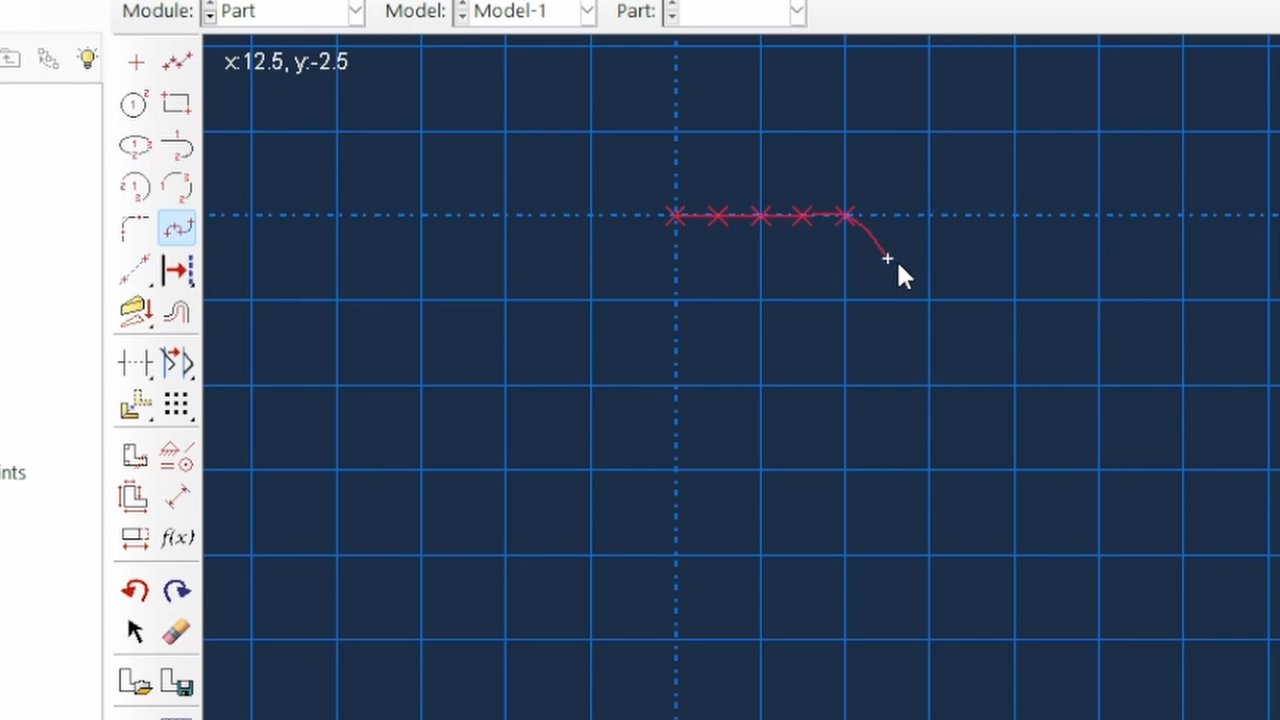 Module: Part Model: Model-1 Part:
x:12.5, y:-2.5
ints
f(x)